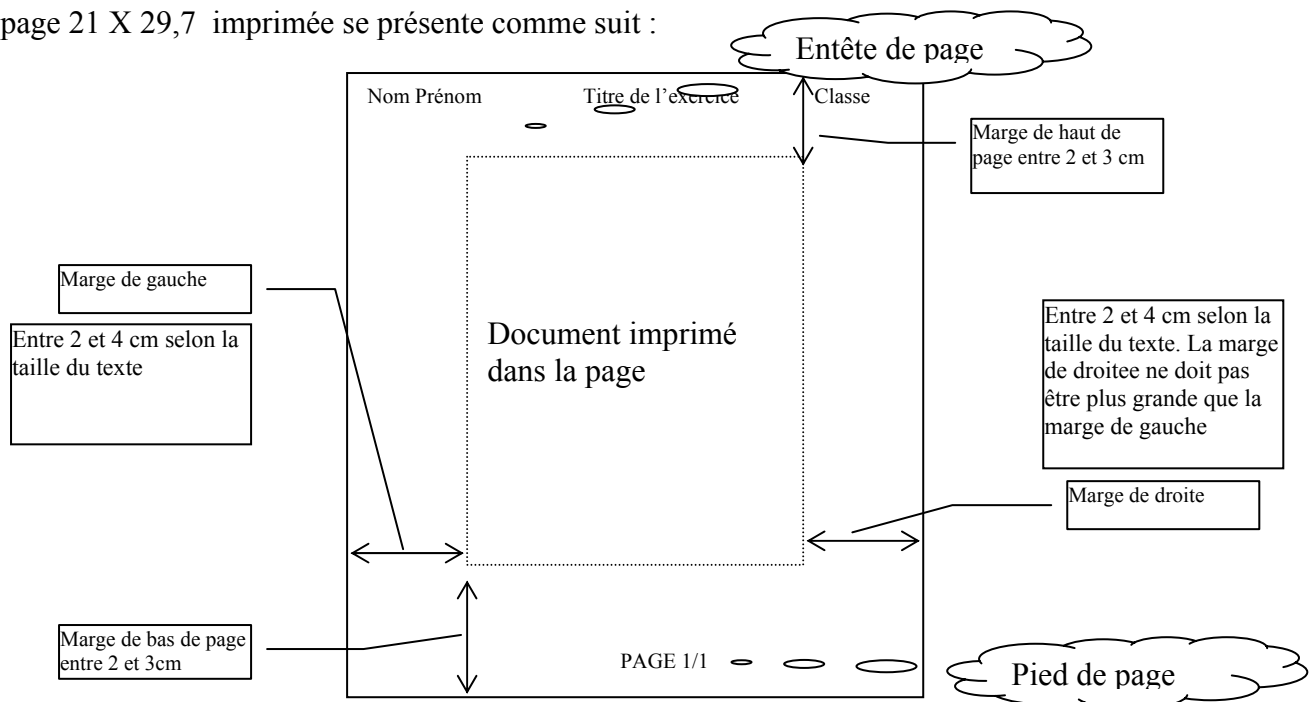 page 21 X 29,7 imprimée se présente comme suit :
Entête de page
Nom Prénom Titre de l'exercice Classe
Marge de haut de
page entre 2 et 3 cm
Marge de gauche
Entre 2 et 4 cm selon la
taille du texte
Document imprimé
dans la page
Entre 2 et 4 cm selon la
taille du texte. La marge
de droitee ne doit pas
être plus grande que la
marge de gauche
Marge de droite
Marge de bas de page
entre 2 et 3cm
PAGE 1/1
Pied de page